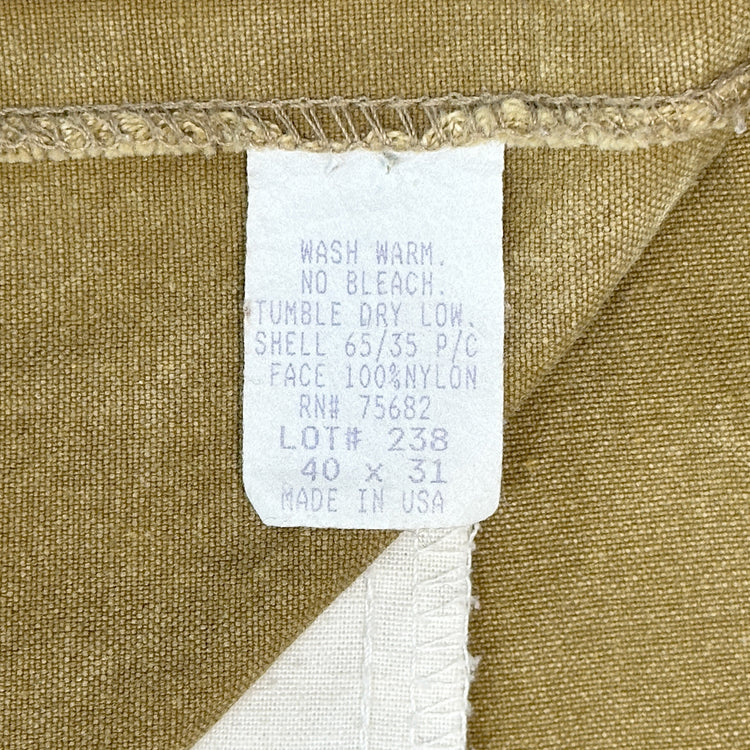 WASH WARM.
NO BLEACH.
TUMBLE DRY LOW.
SHELL 65/35 P/C
FACE 100%NYLON
RN# 75682
LOT# 238
40 x 31
MADE IN USA